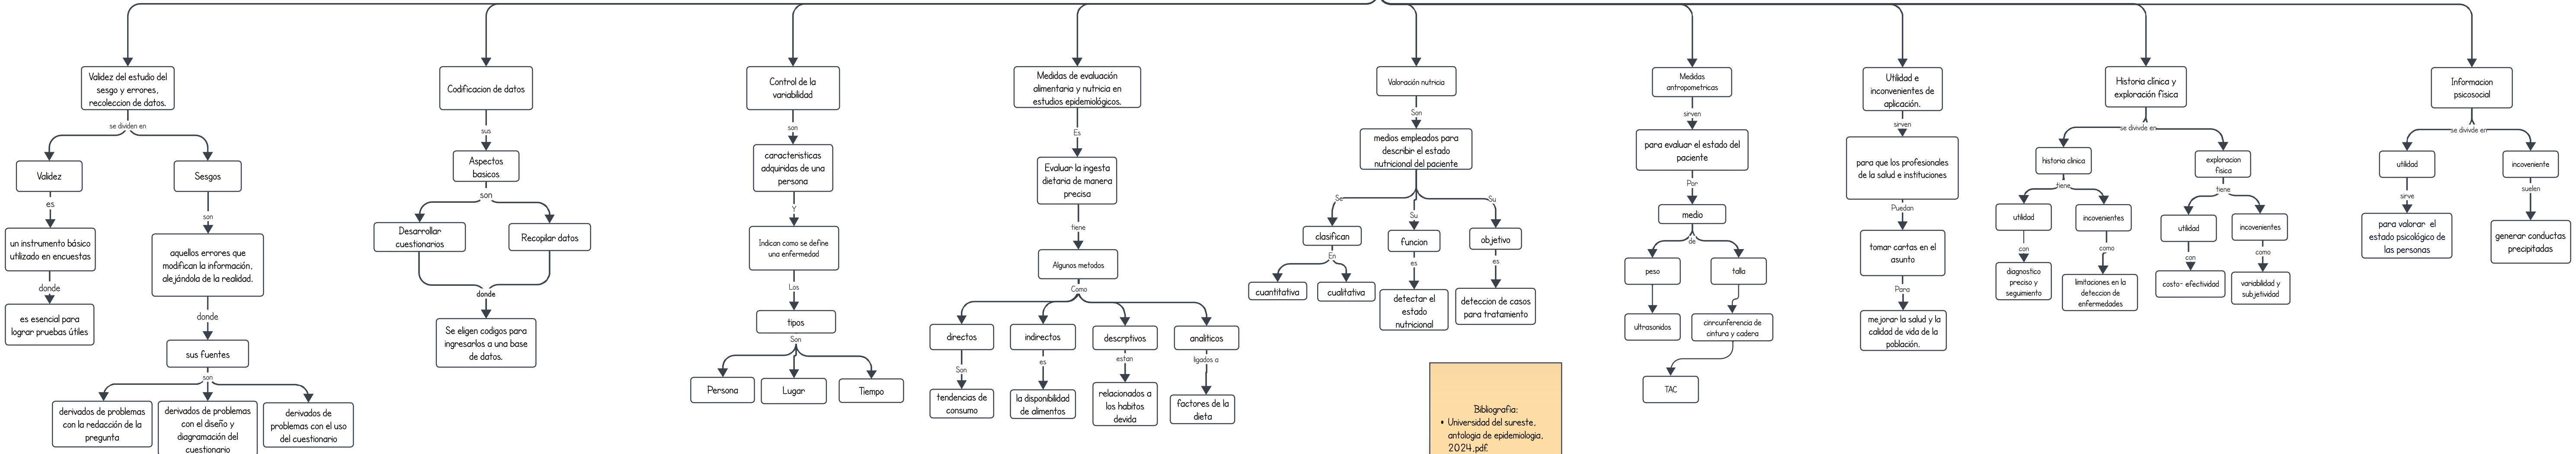 Validez del estudio del
sesgo y errores,
recoleccion de datos.
se dividen en
Validez
es
un instrumento básico
utilizado en encuestas
donde
es esencial para
lograr pruebas útiles
Sesgos
son
aquellos errores que
modifican la información,
alejándola de la realidad.
donde
sus fuentes
son
derivados de problemas
con la redacción de la
pregunta
derivados de problemas
con el diseño y
diagramación del
cuestionario
derivados de
problemas con el uso
del cuestionario
Codificacion de datos
sus
Aspectos
basicos
son
Desarrollar
cuestionarios
Recopilar datos
donde
Se eligen codigos para
ingresarlos a una base
de datos.
Control de la
variabilidad
son
caracteristicas
adquiridas de una
persona
Y
Indican como se define
una enfermedad
Los
tipos
Son
Persona
Lugar
Tiempo
Medidas de evaluación
alimentaria y nutricia en
estudios epidemiológicos.
Es
Evaluar la ingesta
dietaria de manera
precisa
tiene
Algunos metodos
Como
directos
Son
tendencias de
consumo
indirectos
es
la disponibilidad
de alimentos
descrptivos
estan
relacionados a
los habitos
devida
analiticos
ligados a
factores de la
dieta
Valoración nutricia
Son
medios empleados para
describir el estado
nutricional del paciente
Se
clasifican
En
cuantitativa
cualitativa
Su
funcion
es
detectar el
estado
nutricional
Su
objetivo
es
deteccion de casos
para tratamiento
Bibliografia:
• Universidad del sureste,
antologia de epidemiologia,
2024,pdf.
Medidas
antropometricas
sirven
para evaluar el estado del
paciente
Por
medio
de
peso
ultrasonidos
talla
cinrcunferencia de
cintura y cadera
TAC
Utilidad e
inconvenientes de
aplicación.
sirven
para que los profesionales
de la salud e instituciones
Puedan
tomar cartas en el
asunto
Para
mejorar la salud y la
calidad de vida de la
población.
Historia clínica y
exploración física
se divivde en
historia clinica
tiene
utilidad
con
diagnostico
preciso y
seguimiento
incovenientes
como
limitaciones en la
deteccion de
enfermedades
exploracion
fisica
tiene
utilidad
con
costo- efectividad
incovenientes
como
variabilidad y
subjetividad
Informacion
psicosocial
se divivde en
utilidad
sirve
para valorar el
estado psicológico de
las personas
incoveniente
suelen
generar conductas
precipitadas